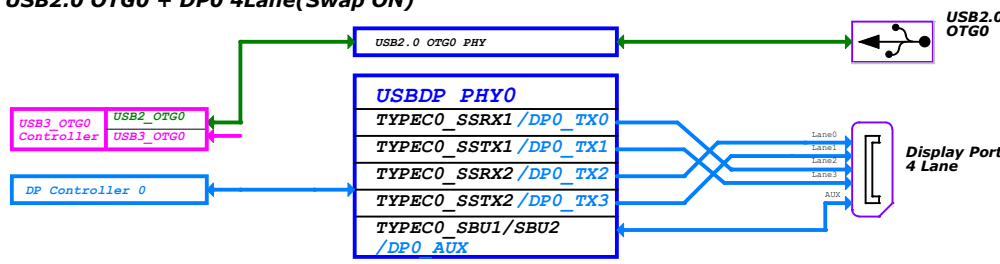 USB2.0 OTG0 + DP0 4Lane(Swap ON)
USB2.0
OTG0
USB2.0 OTG0 PHY
USBDP PHY0
USB3_OTG0
Controller
USB2_OTG0
USB3_OTG0
TYPEC0_SSRX1/DP0_TX0
TYPEC0_SSTX1/DP0_TX1
TYPEC0_SSRX2/DP0_TX2
TYPEC0_SSTX2/DP0_TX3
TYPEC0_SBU1/SBU2
/DP0_AUX
DP Controller 0
Lane0
Lane1
Lane2
Lane3
AUX
Display Port
4 Lane